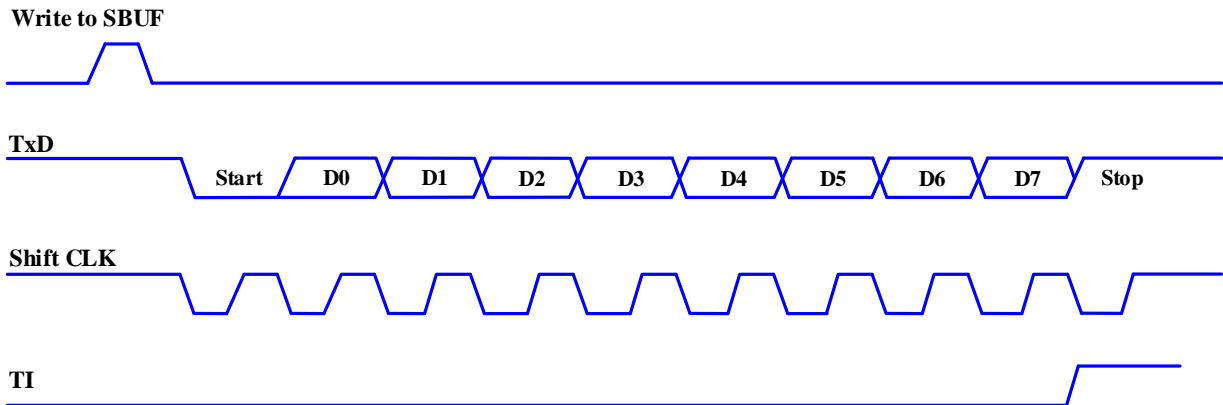 Write to SBUF
TxD
Start D0 D1 D2 D3 D4 D5 D6 D7 Stop
Shift CLK
TI